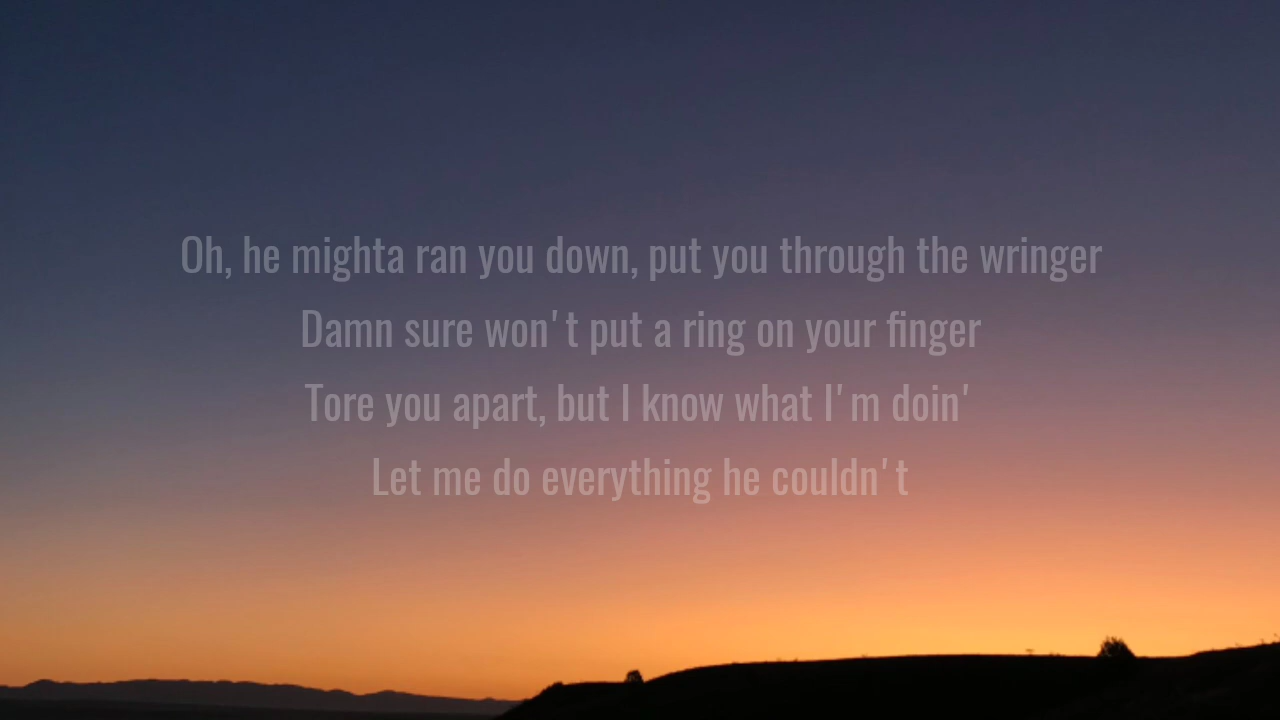 Oh, he mighta ran you down, put you through the wringer
Damn sure won't put a ring on your finger
Tore you apart, but I know what I'm doin'
Let me do everything he couldn't